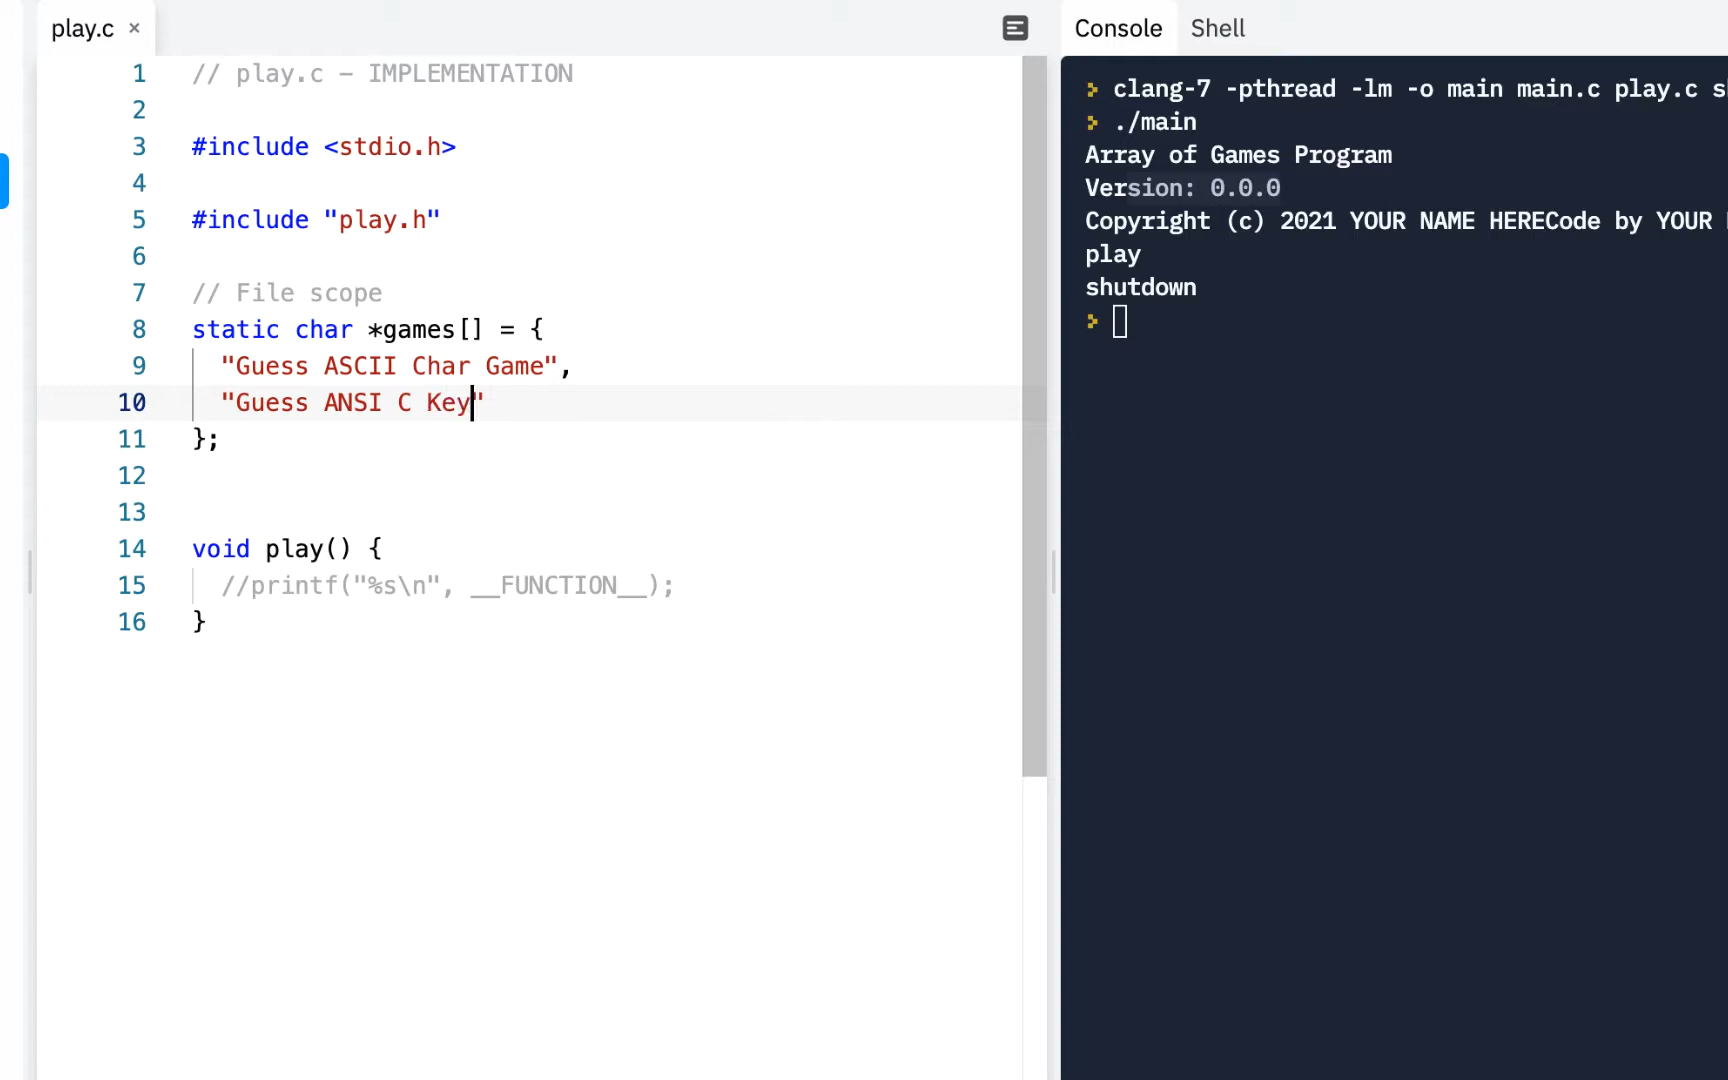 play.c ×
1 // play.c – IMPLEMENTATION
2
3 #include <stdio.h>
4
5 #include "play.h"
6
7 // File scope
8 static char *games[] = {
9 "Guess ASCII Char Game",
10 "Guess ANSI C Key"
11 };
12
13
14 void play() {
15 //printf("%s\n", __FUNCTION__);
16 }
Console Shell
clang-7 -pthread -lm -o main main.c play.c
./main
Array of Games Program
Version: 0.0.0
Copyright (c) 2021 YOUR NAME HERECode by YOUR
play
shutdown